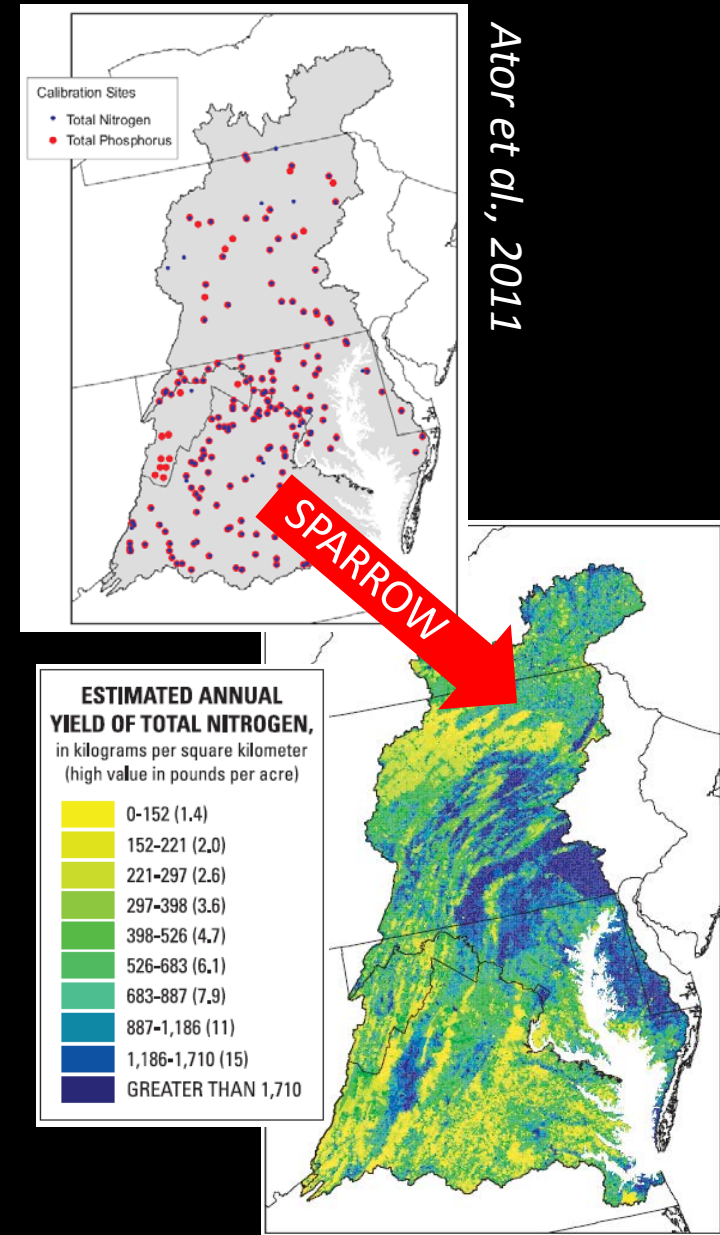 Calibration Sites
Total Nitrogen
Total Phosphorus
Ator et al., 2011
SPARROW
ESTIMATED ANNUAL
YIELD OF TOTAL NITROGEN,
in kilograms per square kilometer
(high value in pounds per acre)
0-152 (1.4)
152-221 (2.0)
221-297 (2.6)
297-398 (3.6)
398-526 (4.7)
526-683 (6.1)
683-887 (7.9)
887-1,186 (11)
1,186-1,710 (15)
GREATER THAN 1,710